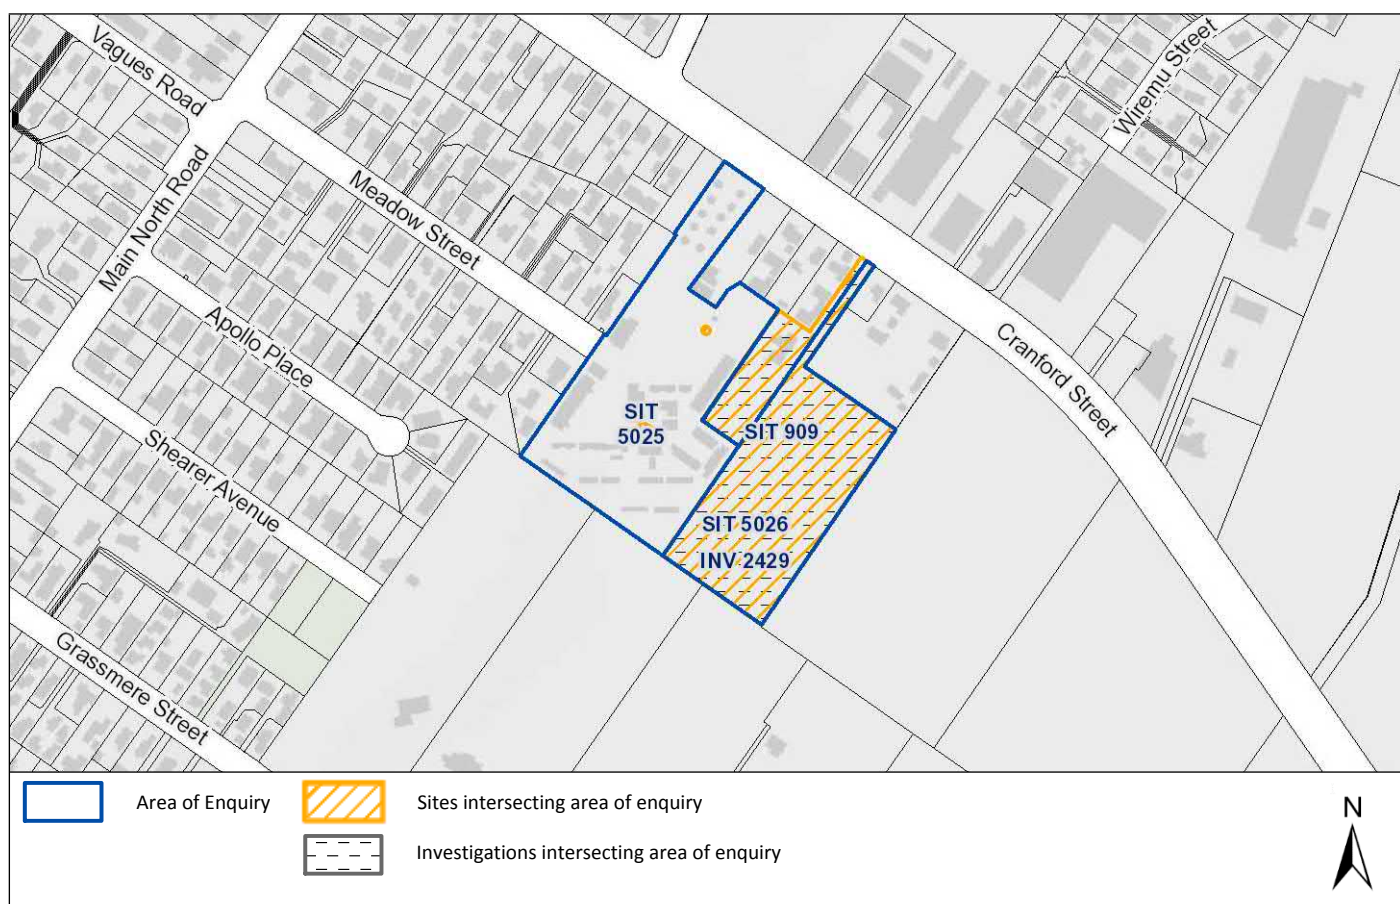 Vagues Road
Wiremu Street
Main North Road
Meadow Street
Apollo Place
Cranford Street
Shearer Avenue
SIT
5025
SIT 909
SIT 5026
INV 2429
Grassmere Street
Area of Enquiry
Sites intersecting area of enquiry
N
Investigations intersecting area of enquiry